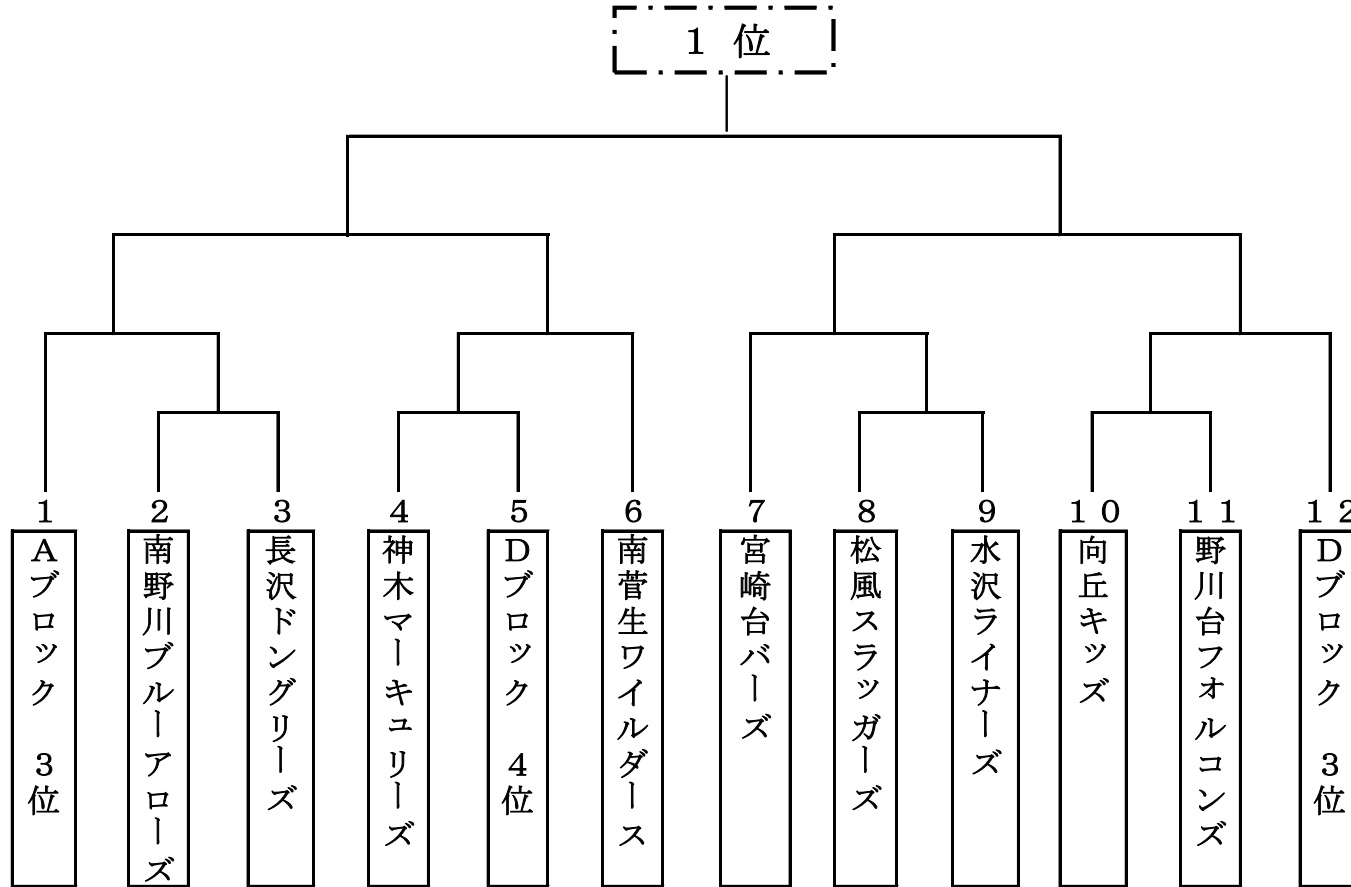 １位
１
２
３
４
５
６
７
８
９
１０
１１
１２
Ａブロック　３位
南野川ブルーアローズ
長沢ドングリーズ
神木マーキュリーズ
Ｄブロック　４位
南菅生ワイルダース
宮崎台バーズ
松風スラッガーズ
水沢ライナーズ
向丘キッズ
野川台フォルコンズ
Ｄブロック　３位